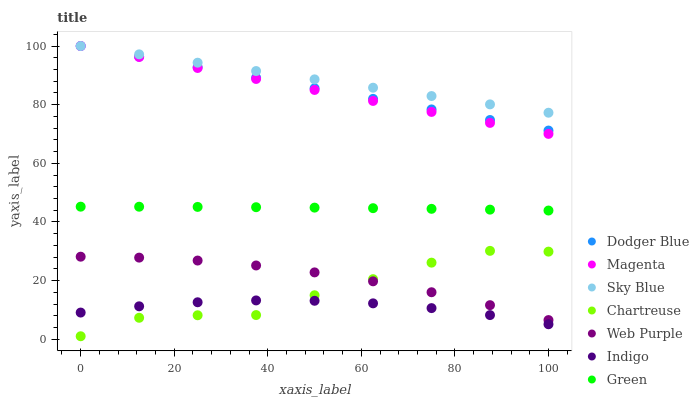 title
100
80
60
40
20
0
yaxis_label
0
20
40
60
80
100
xaxis_label
Dodger Blue
Magenta
Sky Blue
Chartreuse
Web Purple
Indigo
Green